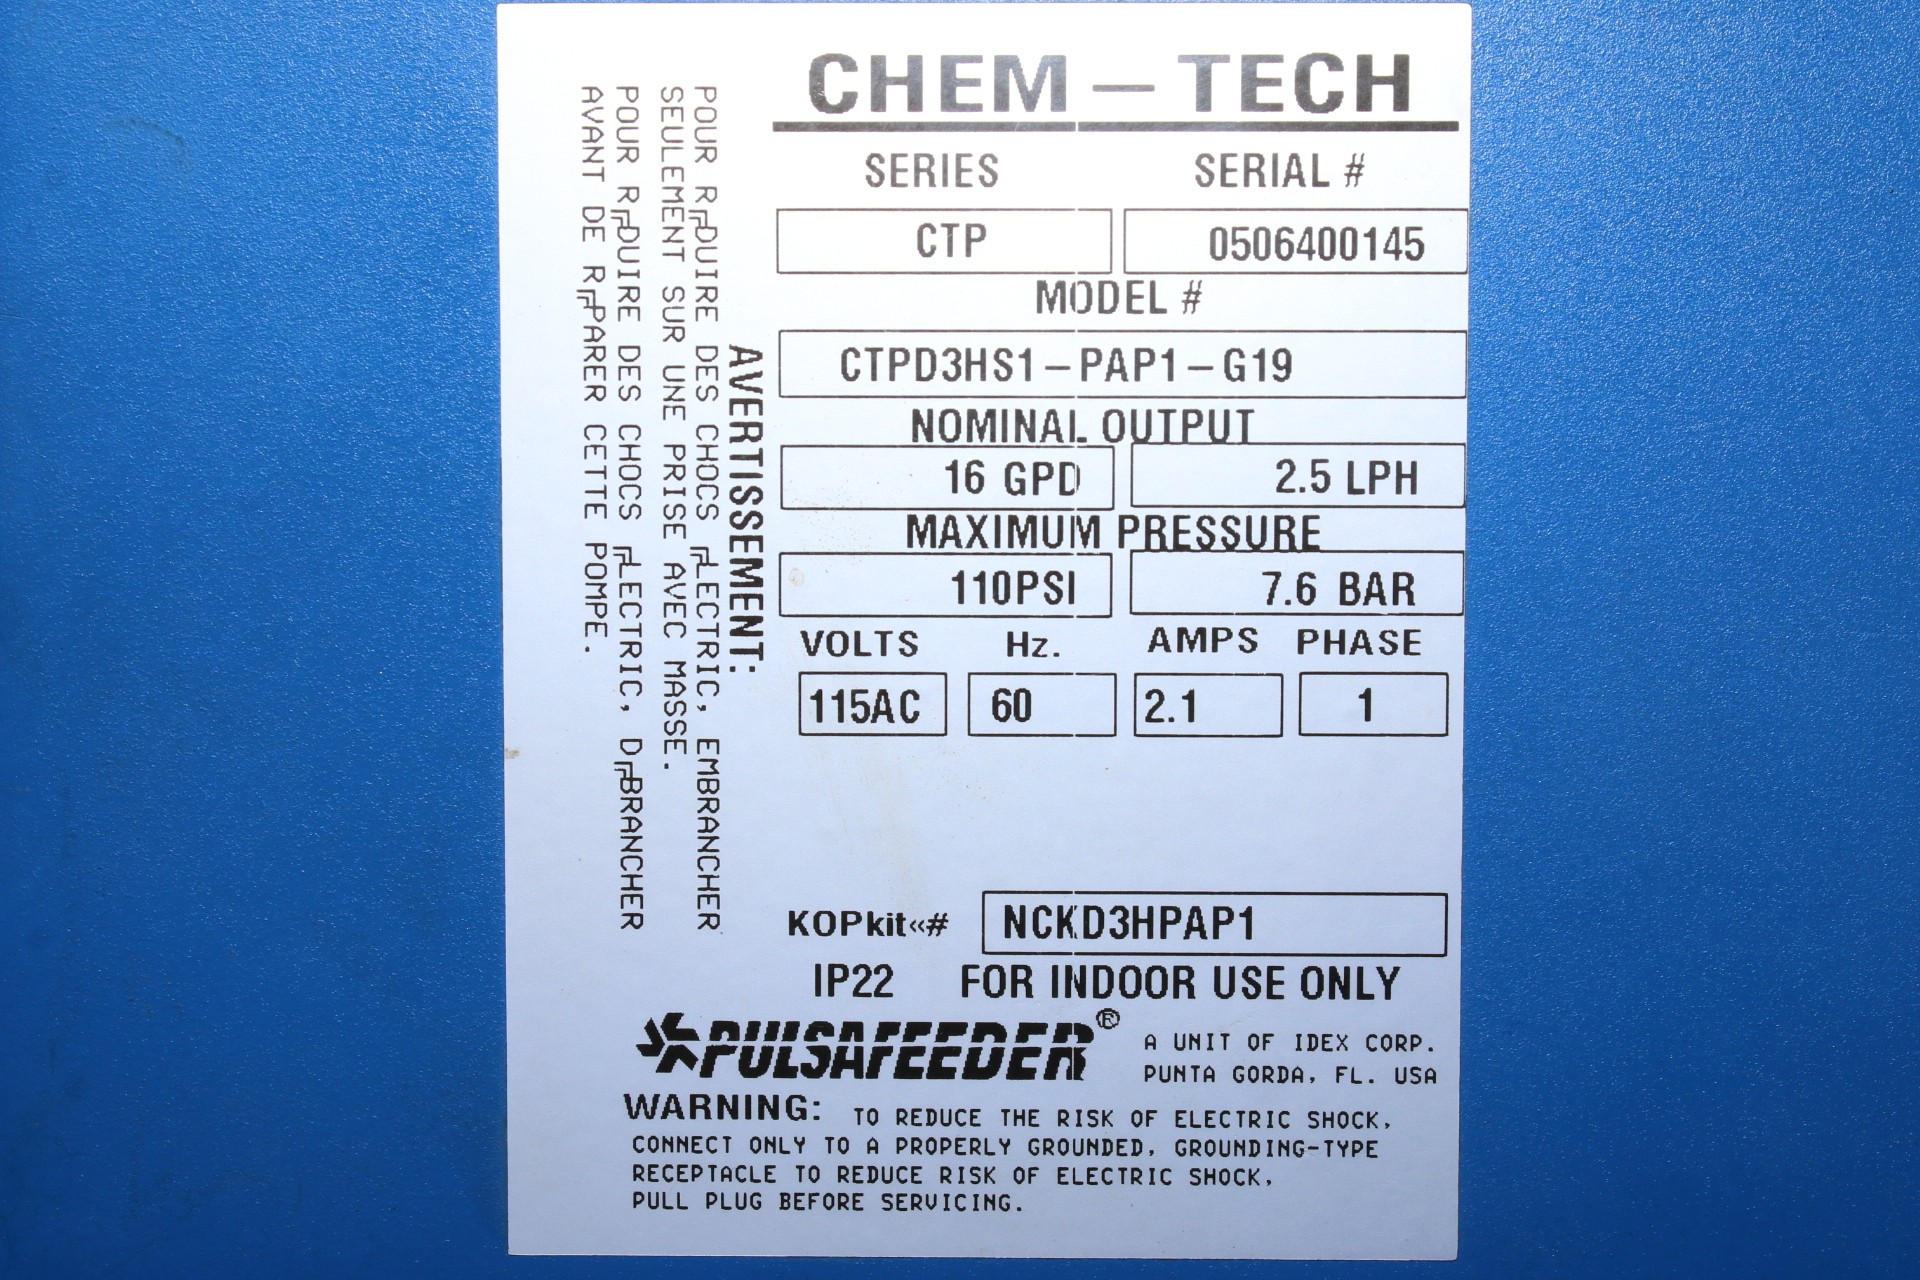 CHEM – TECH
SERIES SERIAL #
CTP 0506400145
MODEL #
CTPD3HS1–PAP1–G19
NOMINAL OUTPUT
16 GPD 2.5 LPH
MAXIMUM PRESSURE
110PSI 7.6 BAR
VOLTS Hz. AMPS PHASE
115AC 60 2.1 1
KOPkit«# NCKD3HPAP1
IP22 FOR INDOOR USE ONLY
PULSAFEEDER® A UNIT OF IDEX CORP.
PUNTA GORDA, FL. USA
WARNING: TO REDUCE THE RISK OF ELECTRIC SHOCK,
CONNECT ONLY TO A PROPERLY GROUNDED, GROUNDING-TYPE
RECEPTACLE TO REDUCE RISK OF ELECTRIC SHOCK,
PULL PLUG BEFORE SERVICING.
AVERTISSEMENT:
POUR R╒DUIRE DES CHOCS ╒LECTRIC, EMBRANCHER
SEULEMENT SUR UNE PRISE AVEC MASSE.
POUR R╒DUIRE DES CHOCS ╒LECTRIC, D╒BRANCHER
AVANT DE R╒PARER CETTE POMPE.